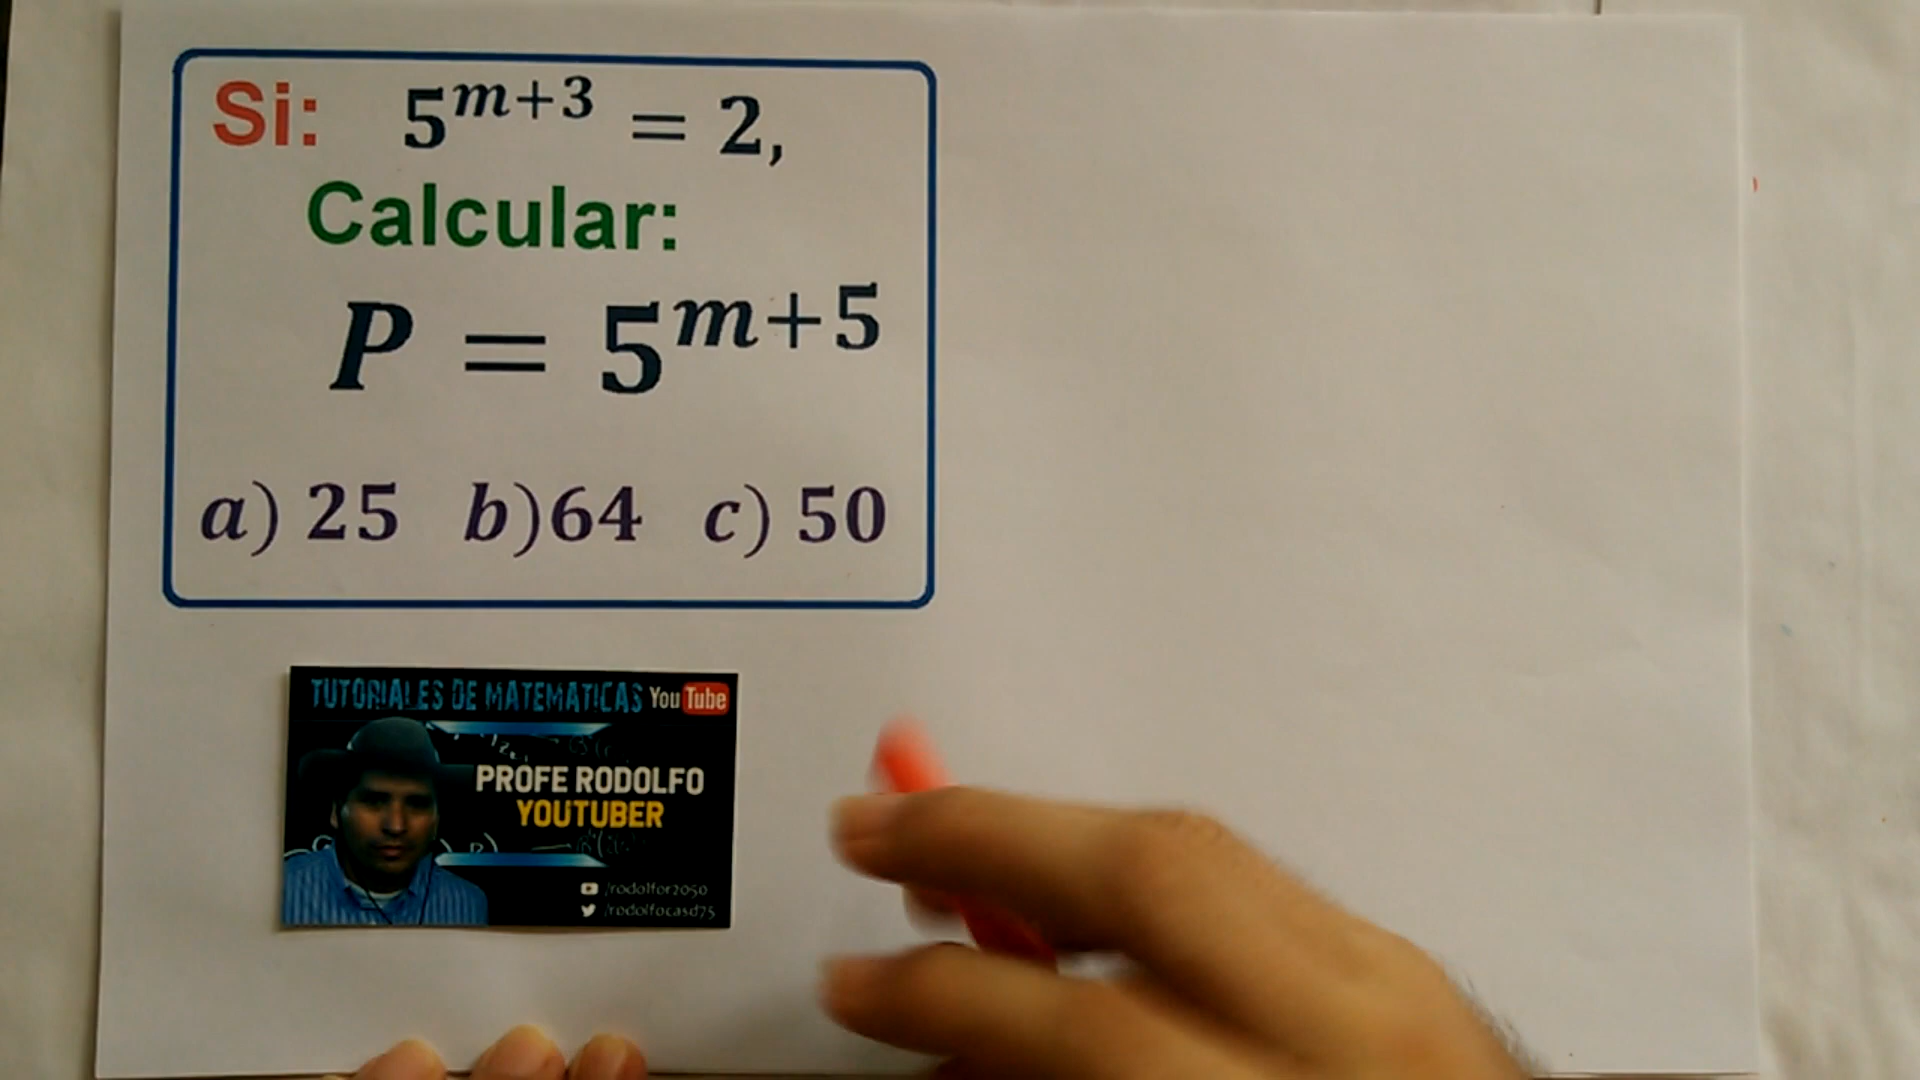 Si: 5^{m+3} = 2,
Calcular:
P = 5^{m+5}
a) 25 b)64 c) 50
TUTORIALES DE MATEMATICAS YouTube
PROFE RODOLFO
YOUTUBER
/rodolfor2050
/rodolfocasd75